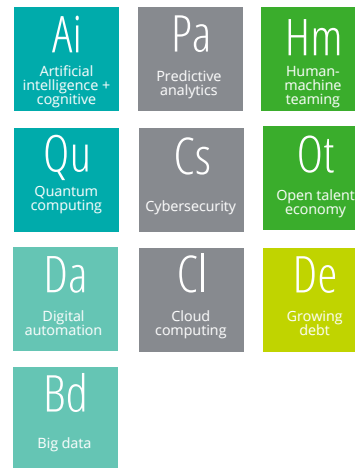 Ai
Artificial
intelligence +
cognitive
Pa
Predictive
analytics
Hm
Human-
machine
teaming
Qu
Quantum
computing
Cs
Cybersecurity
Ot
Open talent
economy
Da
Digital
automation
Cl
Cloud
computing
De
Growing
debt
Bd
Big data